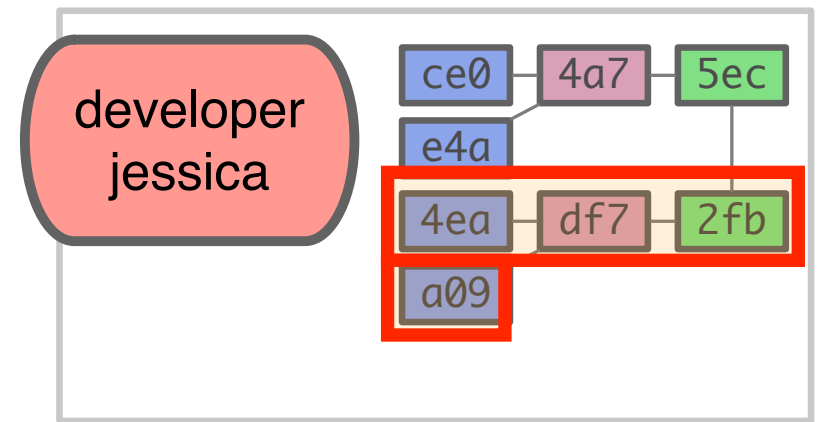 developer
jessica
ce0 4a7 5ec
e4a
4ea df7 2fb
a09